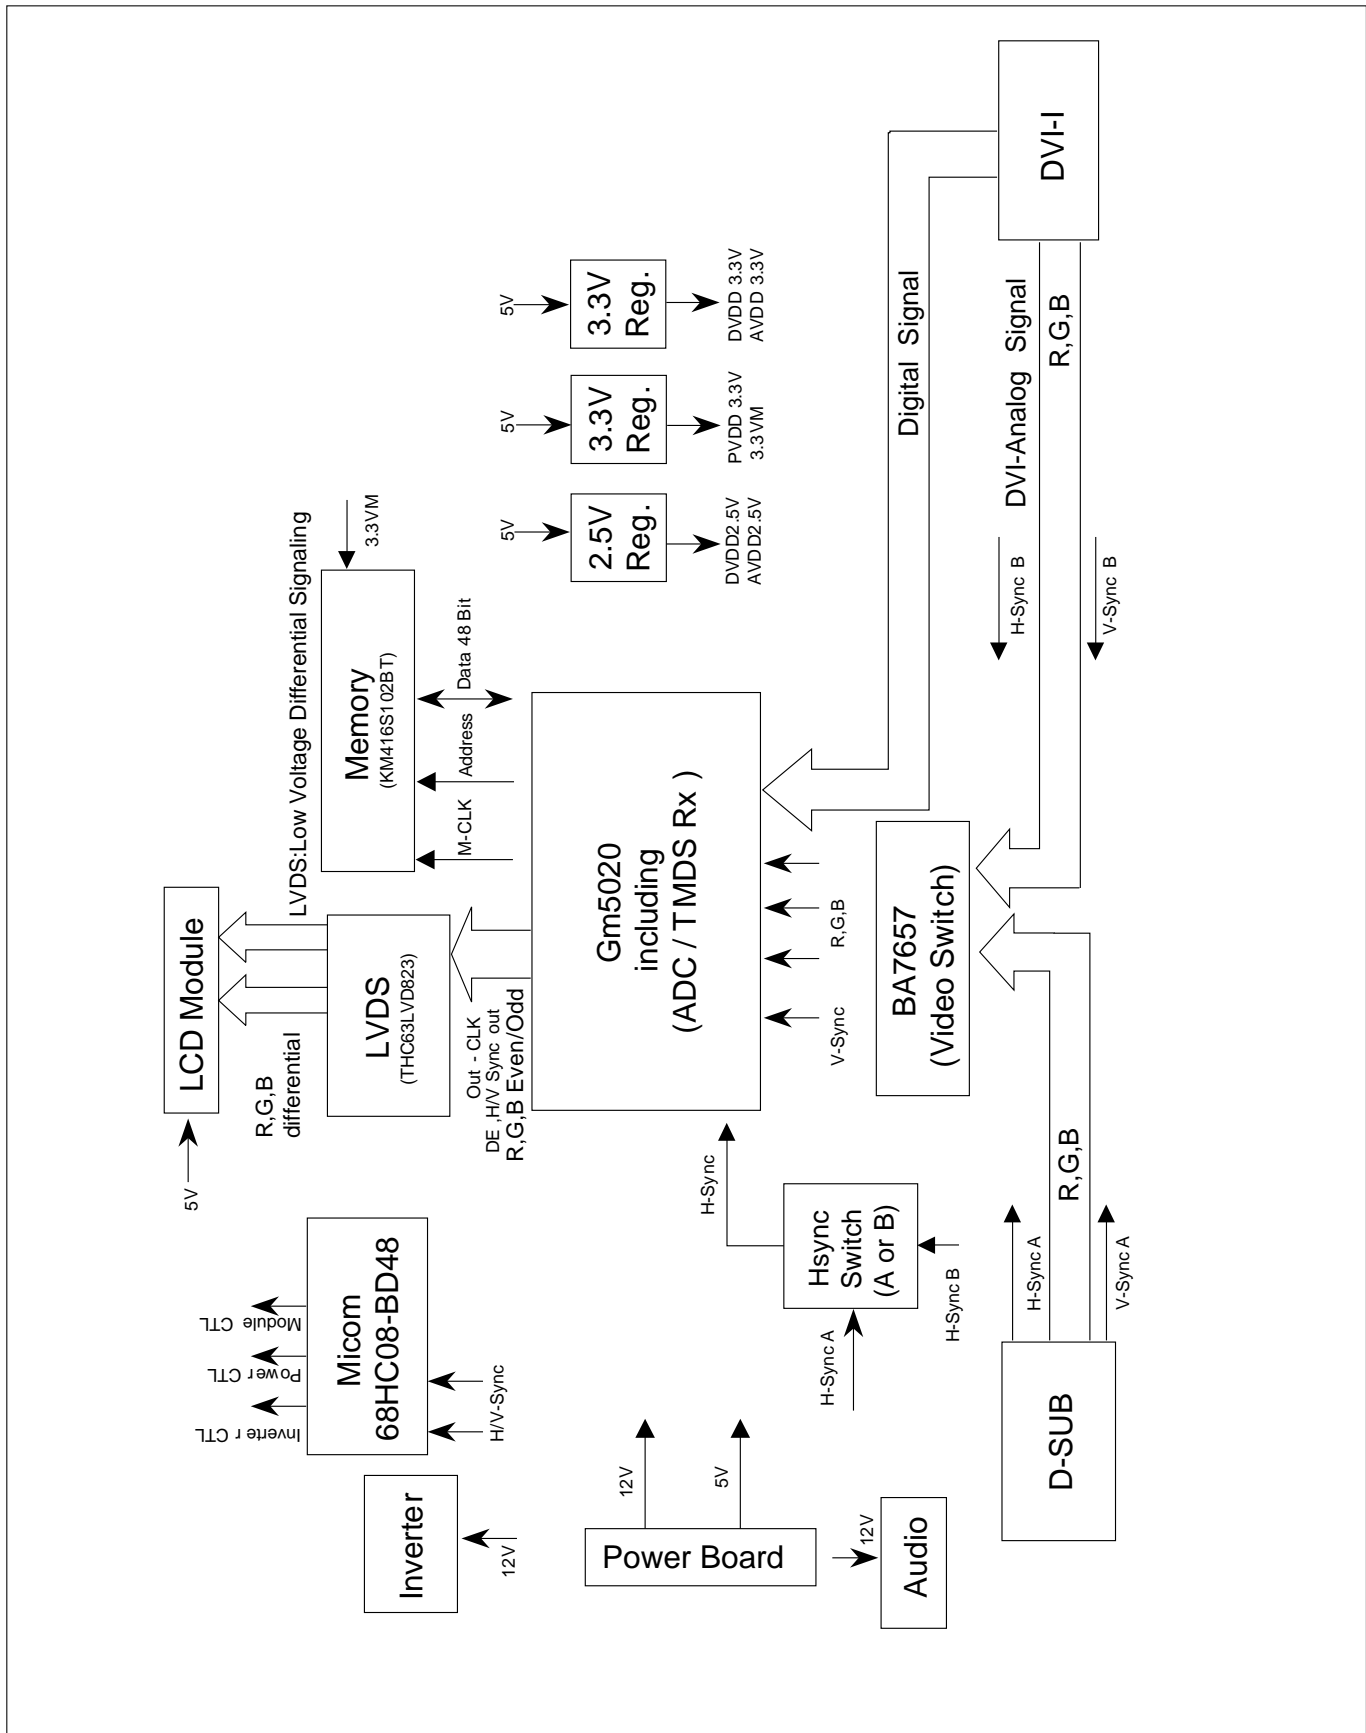 LCD Module
5V
R,G,B
differential
LVDS:Low Voltage Differential Signaling
LVDS
(THC63LVD823)
Memory
(KM416S102BT)
3.3VM
M-CLK
Address
Data 48 Bit
Out - CLK
DE ,H/V Sync out
R,G,B Even/Odd
Gm5020
including
(ADC / TMDS Rx )
V-Sync
R,G,B
H-Sync
Hsync
Switch
(A or B)
H-Sync A
H-Sync B
BA7657
(Video Switch)
Inverter CTL
Power CTL
Module CTL
Micom
68HC08-BD48
H/V-Sync
Inverter
12V
Power Board
12V
5V
12V
Audio
5V
2.5V
Reg.
DVDD2.5V
AVDD2.5V
5V
3.3V
Reg.
PVDD 3.3V
3.3VM
5V
3.3V
Reg.
DVDD 3.3V
AVDD 3.3V
Digital Signal
DVI-Analog Signal
R,G,B
H-Sync B
V-Sync B
DVI-I
D-SUB
H-Sync A
R,G,B
V-Sync A